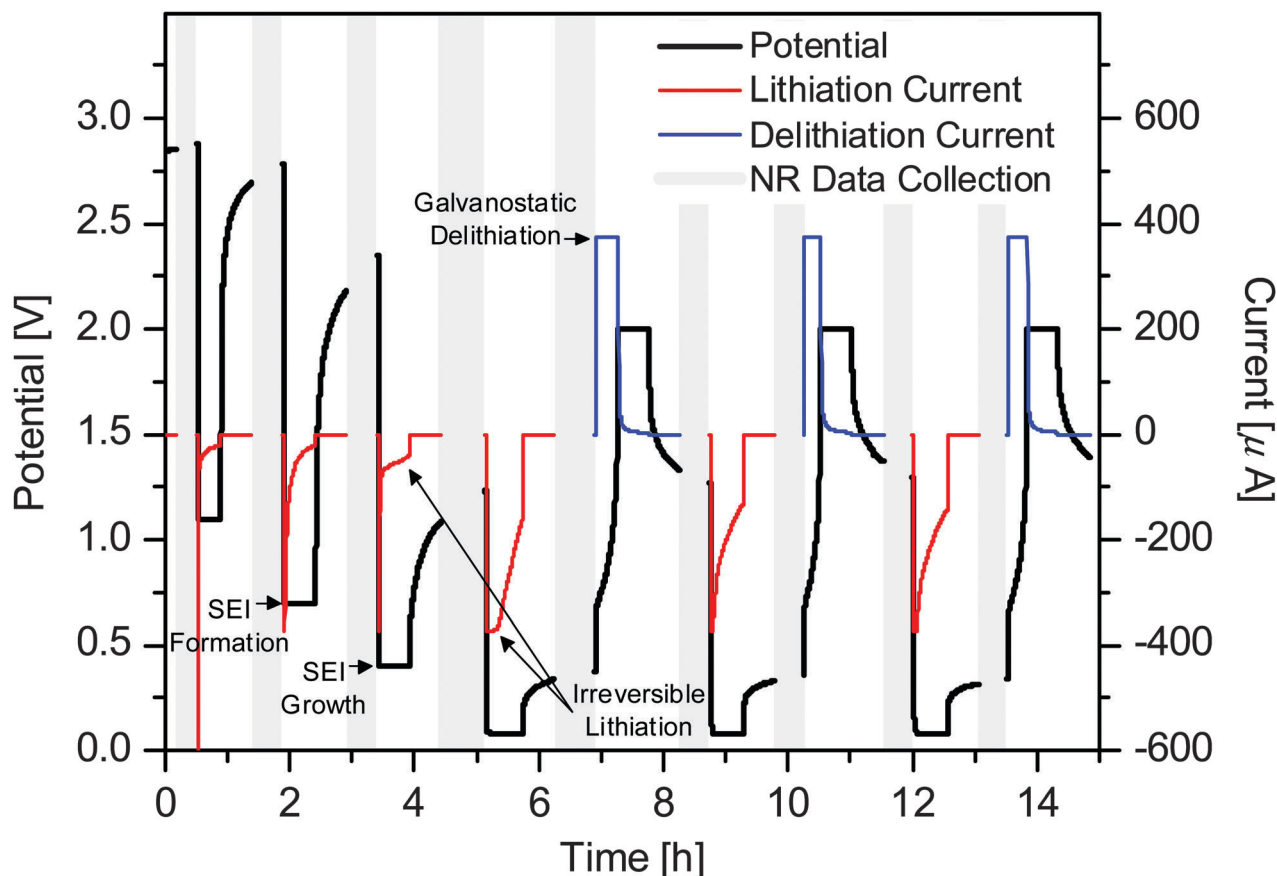 Potential
Lithiation Current
Delithiation Current
NR Data Collection
Galvanostatic
Delithiation
SEI
Formation
SEI
Growth
Irreversible
Lithiation
Potential [V]
3.0
2.5
2.0
1.5
1.0
0.5
0.0
Current [μ A]
600
400
200
0
-200
-400
-600
0 2 4 6 8 10 12 14
Time [h]